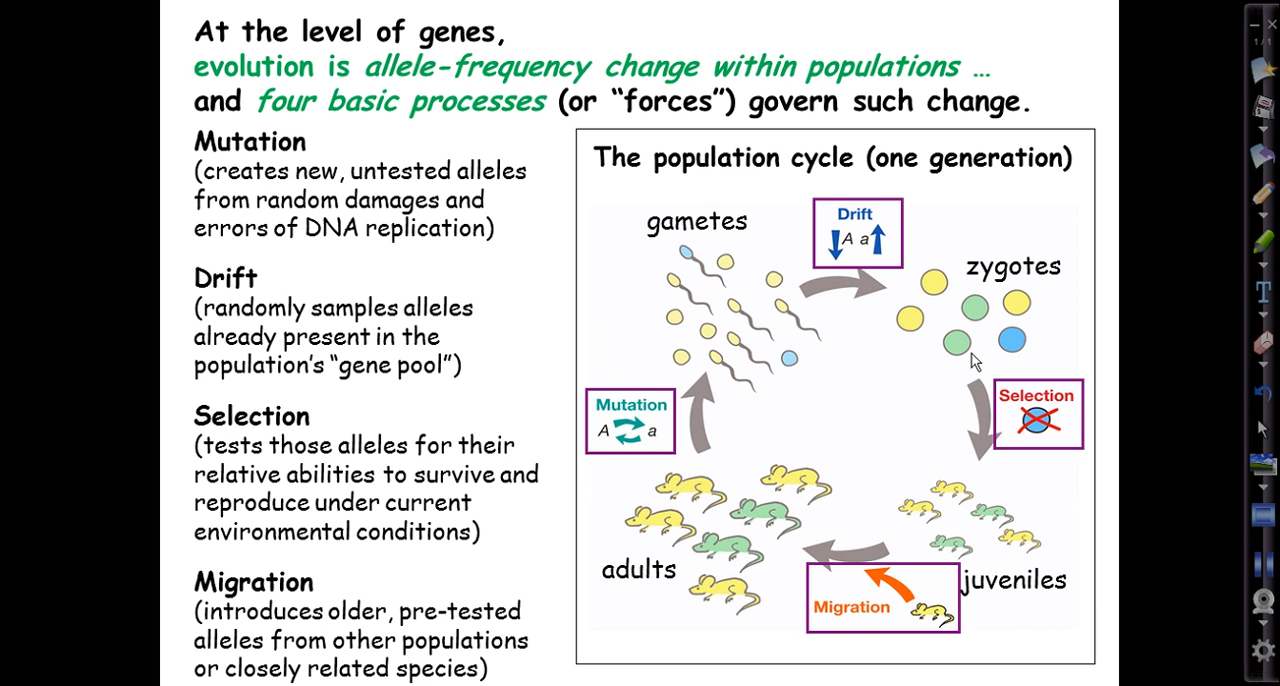 At the level of genes,
evolution is allele-frequency change within populations …
and four basic processes (or “forces”) govern such change.
Mutation
(creates new, untested alleles
from random damages and
errors of DNA replication)
Drift
(randomly samples alleles
already present in the
population’s “gene pool”)
Selection
(tests those alleles for their
relative abilities to survive and
reproduce under current
environmental conditions)
Migration
(introduces older, pre-tested
alleles from other populations
or closely related species)
The population cycle (one generation)
gametes
Drift
A a
zygotes
Selection
juveniles
Migration
adults
Mutation
A a
1/1
T